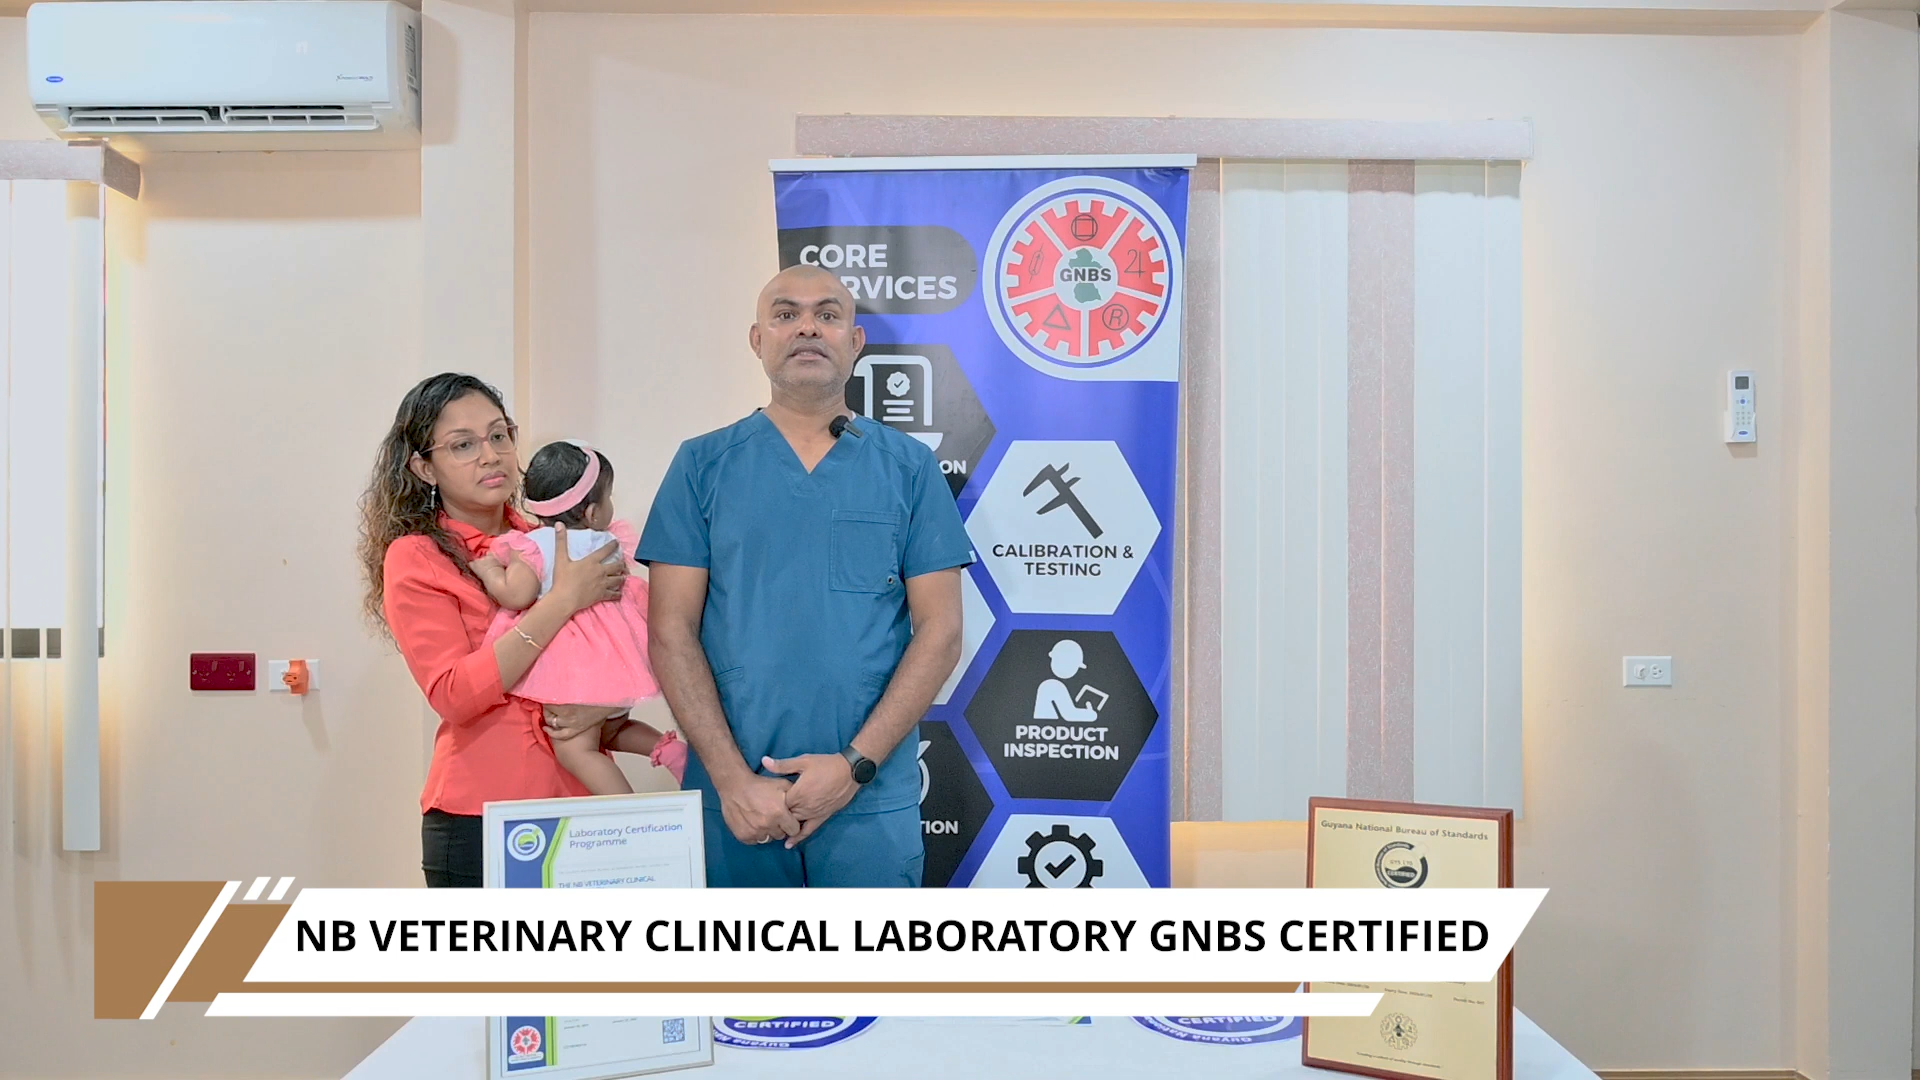 CORE
RVICES
GNBS
R
ON
CALIBRATION &
TESTING
PRODUCT
INSPECTION
TION
Laboratory Certification
Programme
THE NB VETERINARY CLINICAL
Guyana National Bureau of Standards
CERTIFIED
NB VETERINARY CLINICAL LABORATORY GNBS CERTIFIED
CERTIFIED
CERTIFIED